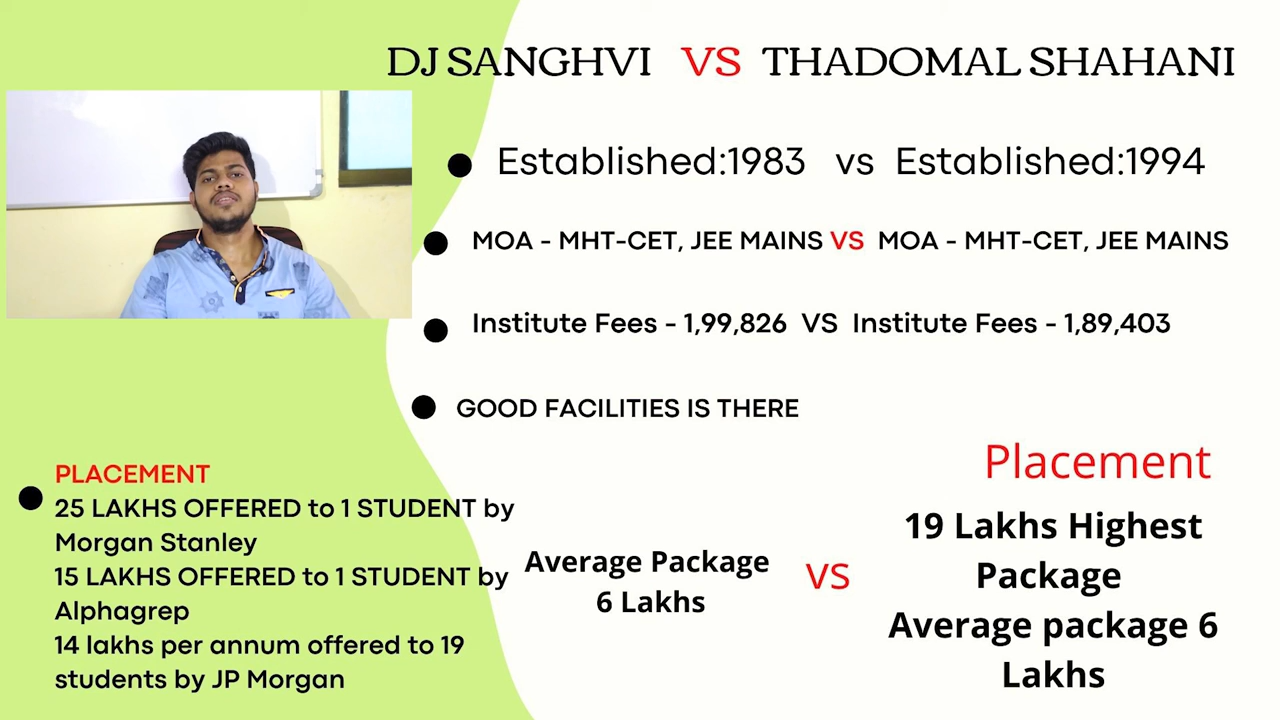 DJ SANGHVI VS THADOMAL SHAHANI
Established:1983 vs Established:1994
MOA - MHT-CET, JEE MAINS VS MOA - MHT-CET, JEE MAINS
Institute Fees - 1,99,826 VS Institute Fees - 1,89,403
GOOD FACILITIES IS THERE
PLACEMENT
25 LAKHS OFFERED to 1 STUDENT by
Morgan Stanley
15 LAKHS OFFERED to 1 STUDENT by
Alphagrep
14 lakhs per annum offered to 19
students by JP Morgan
Average Package
6 Lakhs
VS
Placement
19 Lakhs Highest
Package
Average package 6
Lakhs